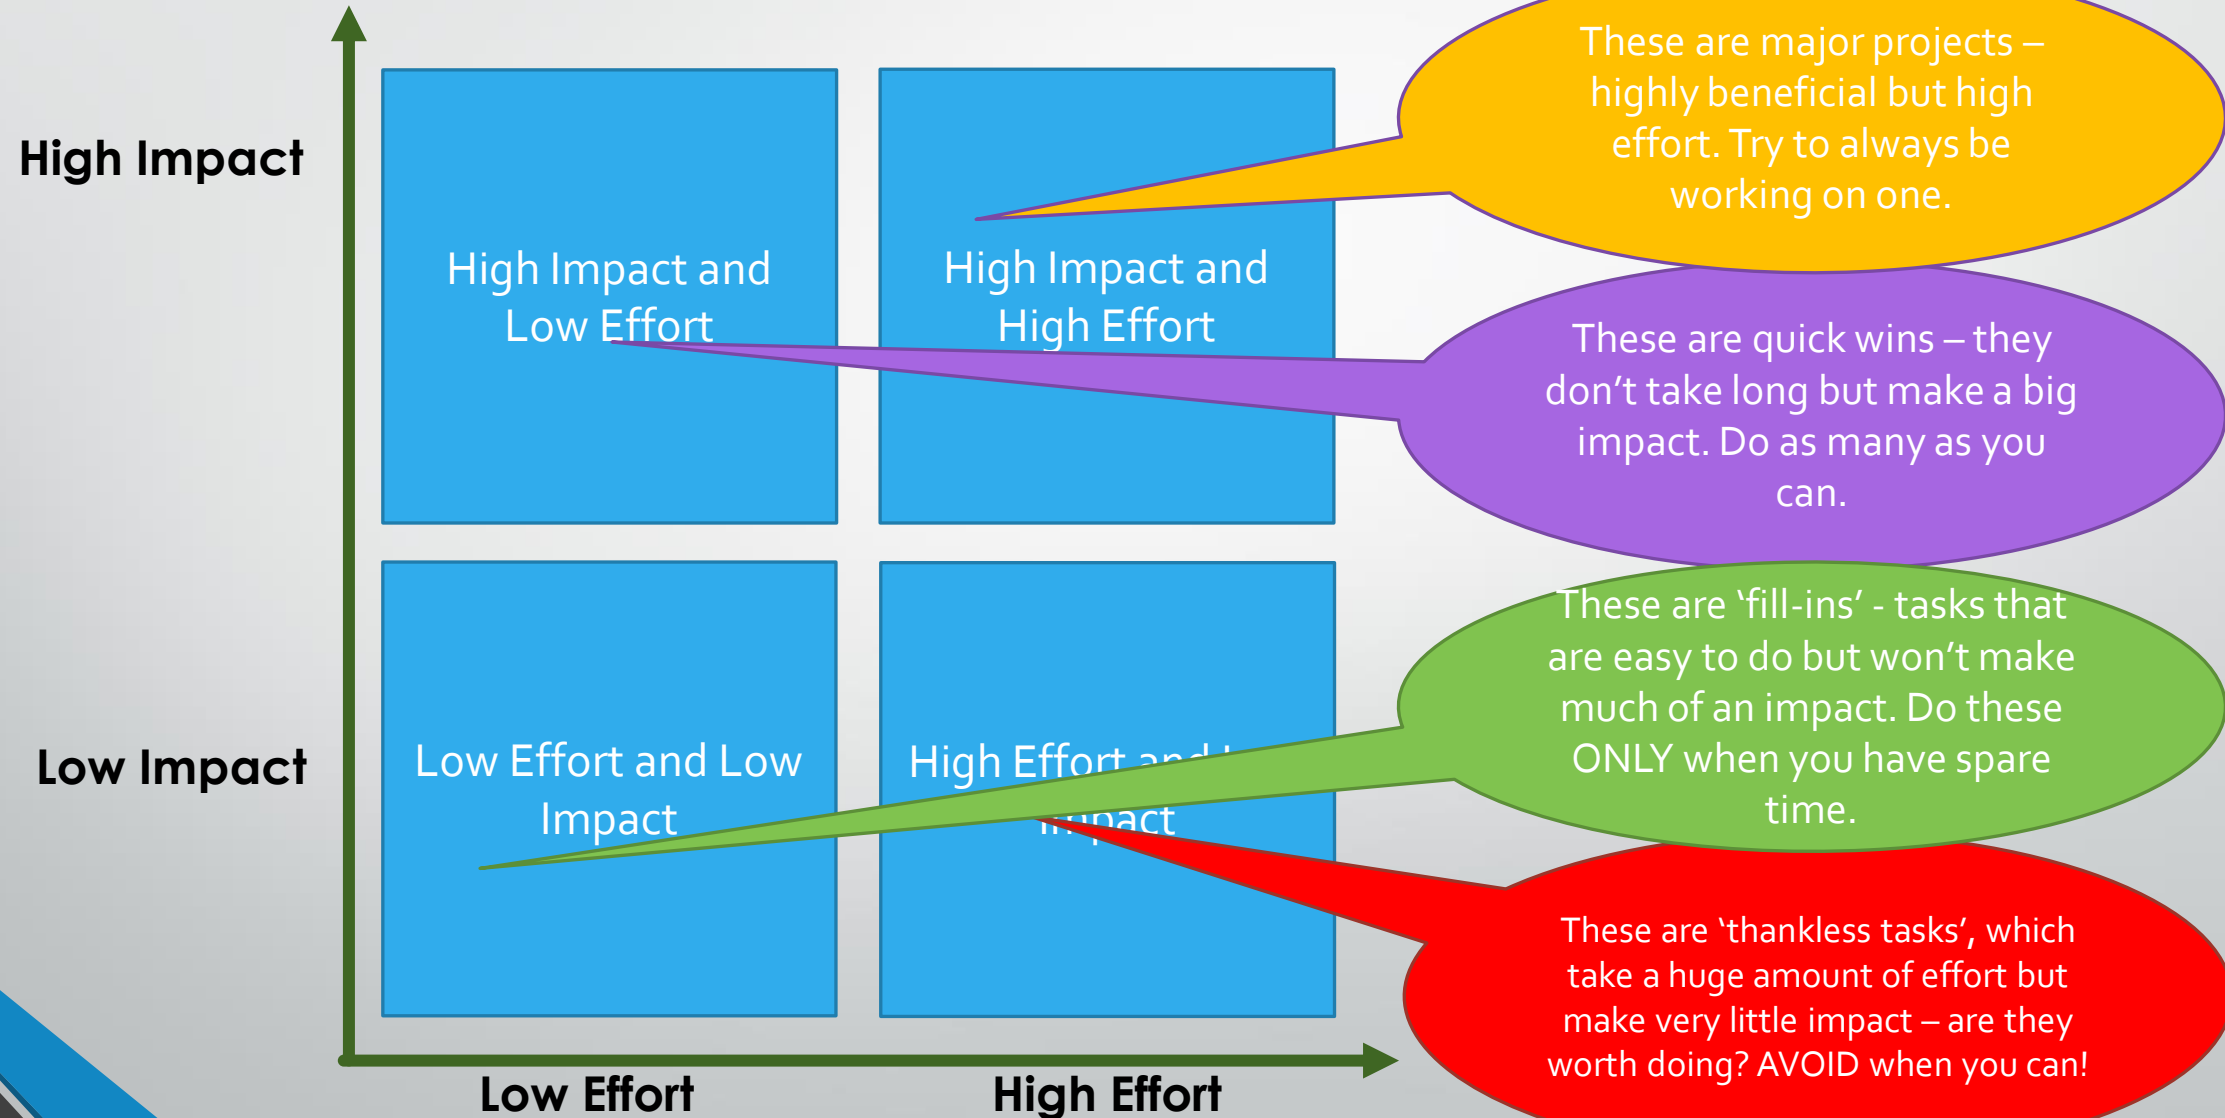 High Impact
High Impact and
Low Effort
High Impact and
High Effort
These are major projects –
highly beneficial but high
effort. Try to always be
working on one.
These are quick wins – they
don't take long but make a big
impact. Do as many as you
can.
Low Impact
Low Effort and Low
Impact
High Effort and
Impact
These are ‘fill-ins’ - tasks that
are easy to do but won't make
much of an impact. Do these
ONLY when you have spare
time.
These are ‘thankless tasks’, which
take a huge amount of effort but
make very little impact – are they
worth doing? AVOID when you can!
Low Effort
High Effort